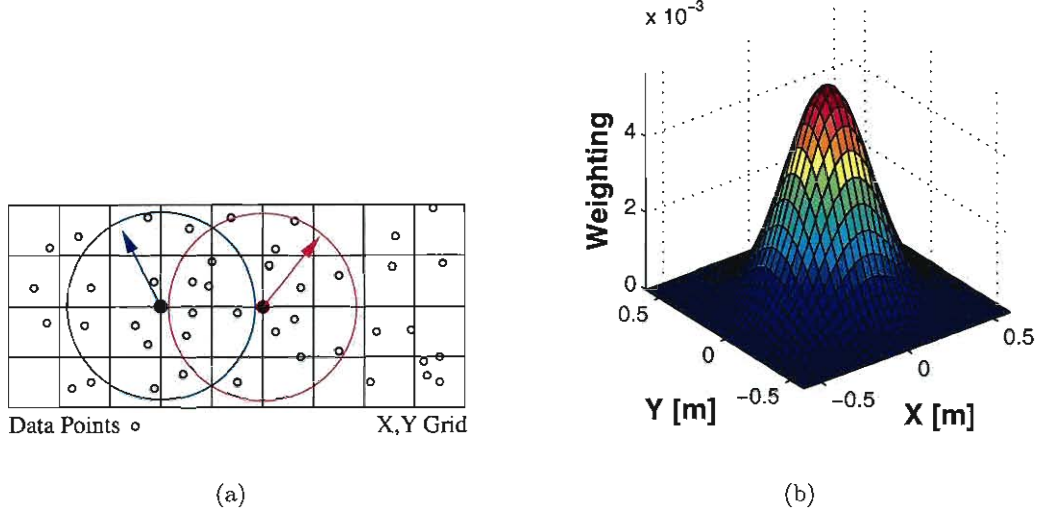 Data Points o
X,Y Grid
(a)
x 10⁻³
Weighting
4
2
0
0.5
0
−0.5
Y [m]
−0.5
0
0.5
X [m]
(b)